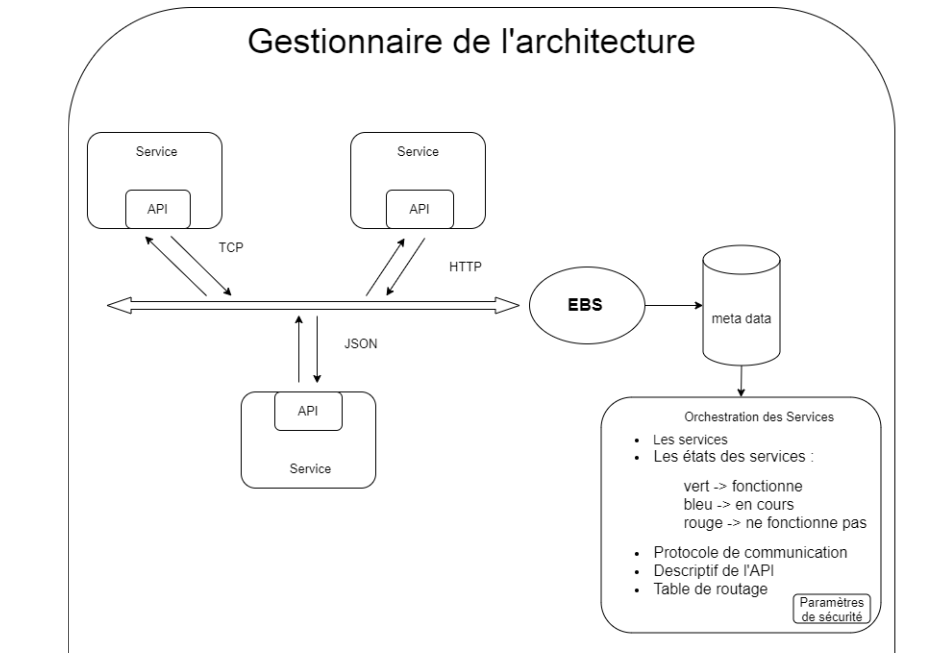 Gestionnaire de l'architecture
Service
API
Service
API
TCP
HTTP
EBS
meta data
JSON
API
Service
Orchestration des Services
• Les services
• Les états des services :
vert -> fonctionne
bleu -> en cours
rouge -> ne fonctionne pas
• Protocole de communication
• Descriptif de l'API
• Table de routage
Paramètres
de sécurité